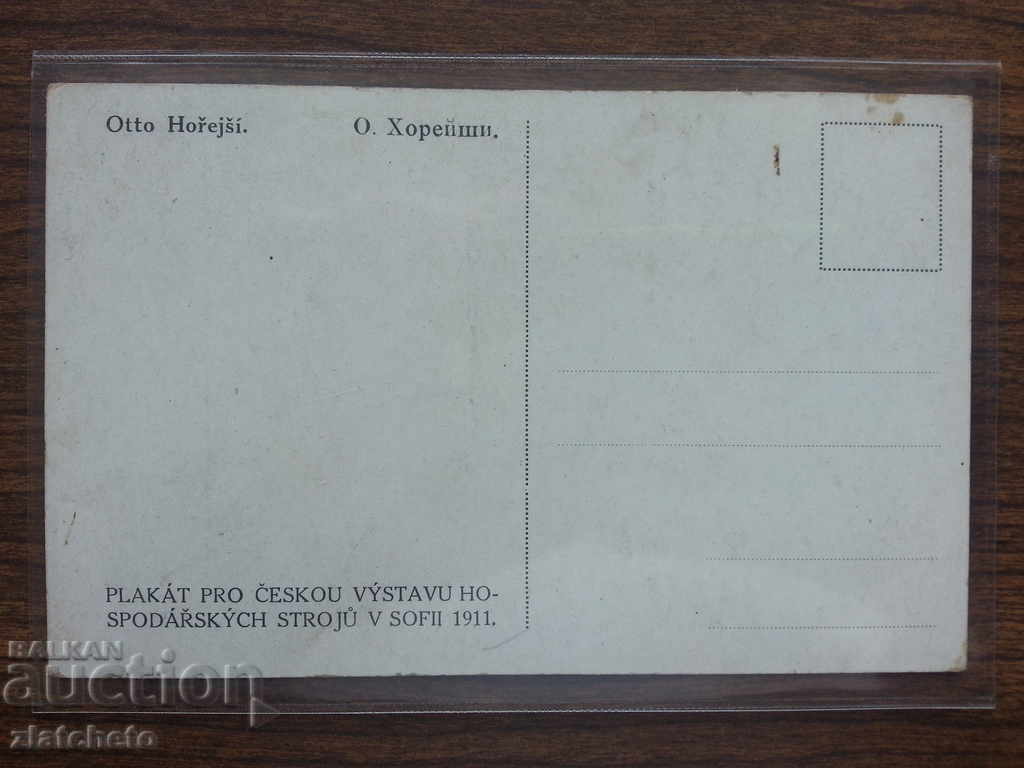 Otto Hořejší. О. Хорейши.
PLAKÁT PRO ČESKOU VÝSTAVU HO-
SPODÁŘSKÝCH STROJŮ V SOFII 1911.
BALKAN
auction
zlatcheto